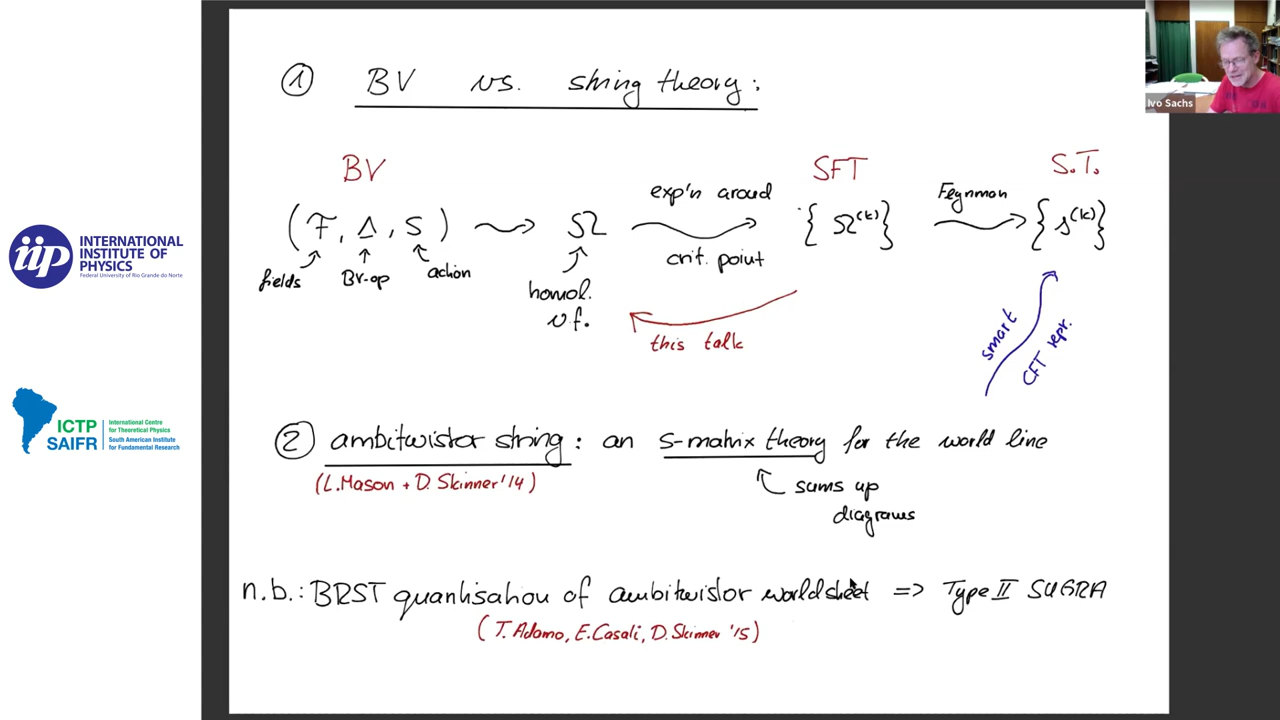 ① BV vs. string theory:
BV
SFT
S.T.
(F, Δ, S) ⟿ Ω
exp'n around
crit. point
{Ω^(k)}
Feynman
{s^(k)}
fields
BV-op
action
homol.
v.f.
this talk
smart
CFT repr.
② ambitwistor string: an s-matrix theory for the world line
(L. Mason + D. Skinner '14)
sums up
diagrams
n.b.: BRST quantisation of ambitwistor worldsheet => Type II SUGRA
(T. Adamo, E. Casali, D. Skinner '15)
Ivo Sachs
iip
INTERNATIONAL
INSTITUTE OF
PHYSICS
Federal University of Rio Grande do Norte
ICTP
SAIFR
International Centre
for Theoretical Physics
South American Institute
for Fundamental Research